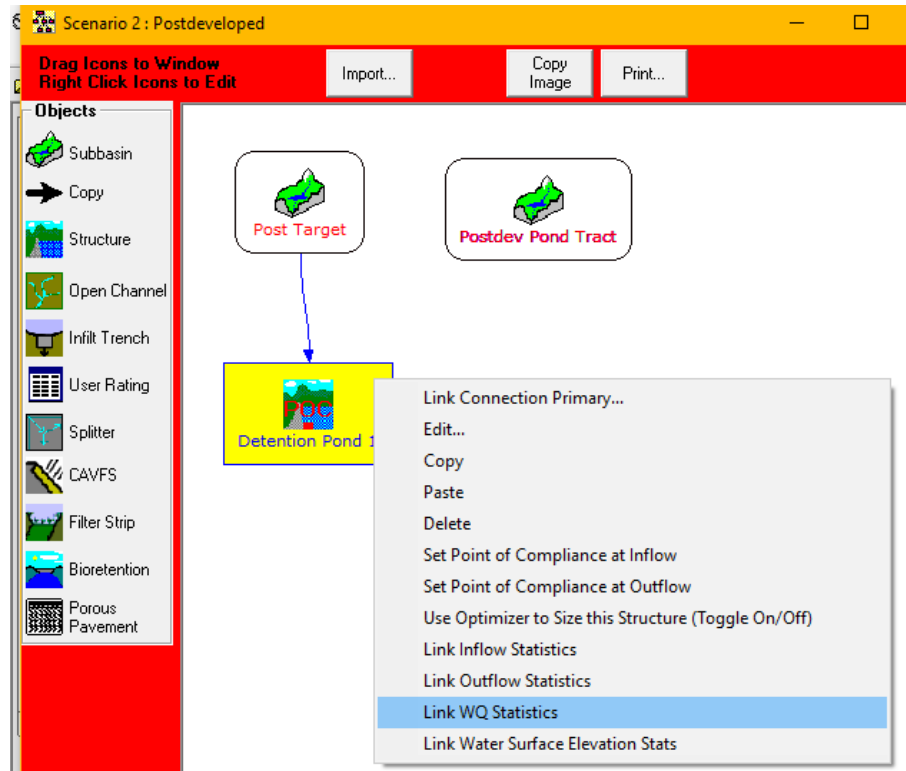 Scenario 2 : Postdeveloped
Drag Icons to Window
Right Click Icons to Edit
Import...
Copy
Image
Print...
Objects
Subbasin
Copy
Structure
Open Channel
Infilt Trench
User Rating
Splitter
CAVFS
Filter Strip
Bioretention
Porous
Pavement
Post Target
Postdev Pond Tract
POC
Detention Pond 1
Link Connection Primary...
Edit...
Copy
Paste
Delete
Set Point of Compliance at Inflow
Set Point of Compliance at Outflow
Use Optimizer to Size this Structure (Toggle On/Off)
Link Inflow Statistics
Link Outflow Statistics
Link WQ Statistics
Link Water Surface Elevation Stats